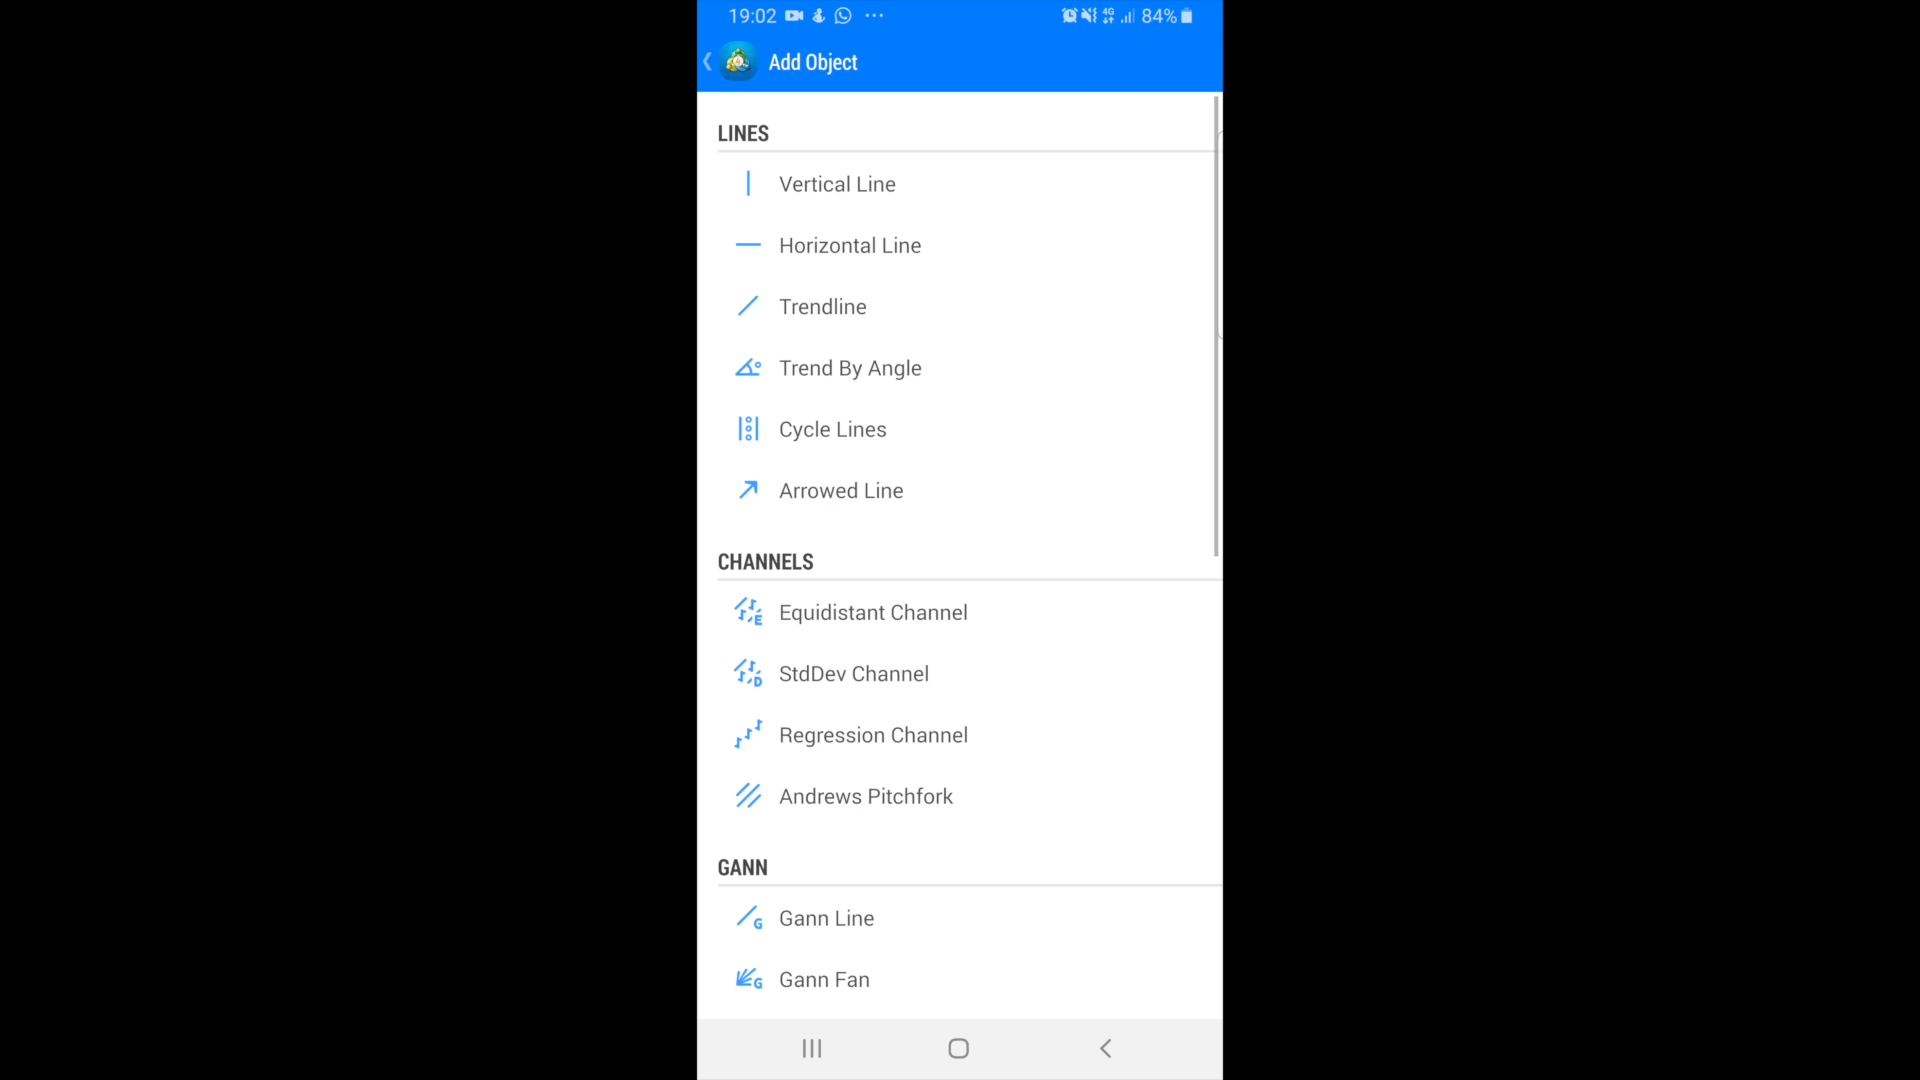 19:02 4G 84%
Add Object
LINES
Vertical Line
Horizontal Line
Trendline
Trend By Angle
Cycle Lines
Arrowed Line
CHANNELS
E Equidistant Channel
D StdDev Channel
Regression Channel
Andrews Pitchfork
GANN
G Gann Line
G Gann Fan